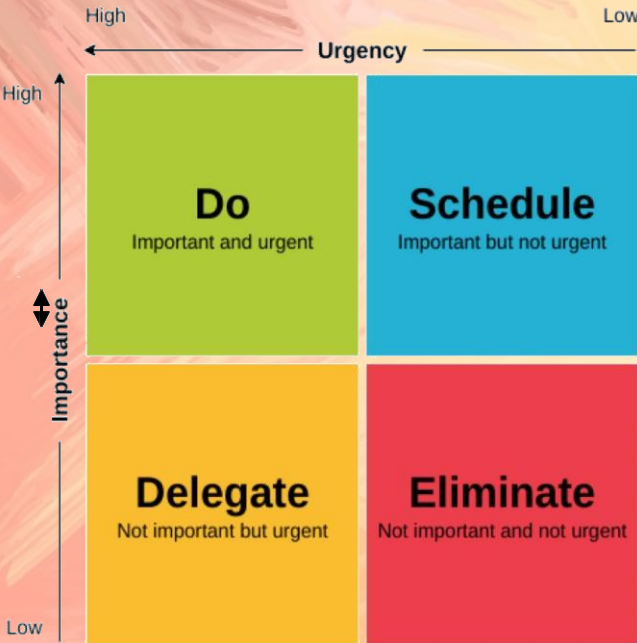 High
Low
Urgency
High
Do
Important and urgent
Schedule
Important but not urgent
Importance
Delegate
Not important but urgent
Eliminate
Not important and not urgent
Low